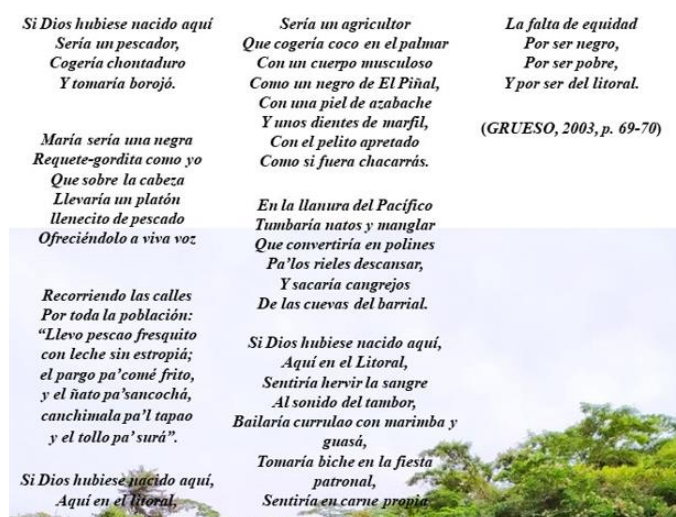 Si Dios hubiese nacido aquí
Sería un pescador,
Cogería chontaduro
Y tomaría borojó.
María sería una negra
Requete-gordita como yo
Que sobre la cabeza
Llevaría un platón
llenecito de pescado
Ofreciéndolo a viva voz
Recorriendo las calles
Por toda la población:
“Llevo pescao fresquito
con leche sin estropiá;
el pargo pa’comé frito,
y el ñato pa’sancochá,
canchimala pa’l tapao
y el tollo pa’ surá”.
Si Dios hubiese nacido aquí,
Aquí en el litoral,
Sería un agricultor
Que cogería coco en el palmar
Con un cuerpo musculoso
Como un negro de El Piñal,
Con una piel de azabache
Y unos dientes de marfil,
Con el pelito apretado
Como si fuera chacarrás.
En la llanura del Pacífico
Tumbaría natos y manglar
Que convertiría en polines
Pa’los rieles descansar,
Y sacaría cangrejos
De las cuevas del barrial.
Si Dios hubiese nacido aquí,
Aquí en el Litoral,
Sentiría hervir la sangre
Al sonido del tambor,
Bailaría currulao con marimba y
guasá,
Tomaría biche en la fiesta
patronal,
Sentiría en carne propia
La falta de equidad
Por ser negro,
Por ser pobre,
Y por ser del litoral.
(GRUESO, 2003, p. 69-70)